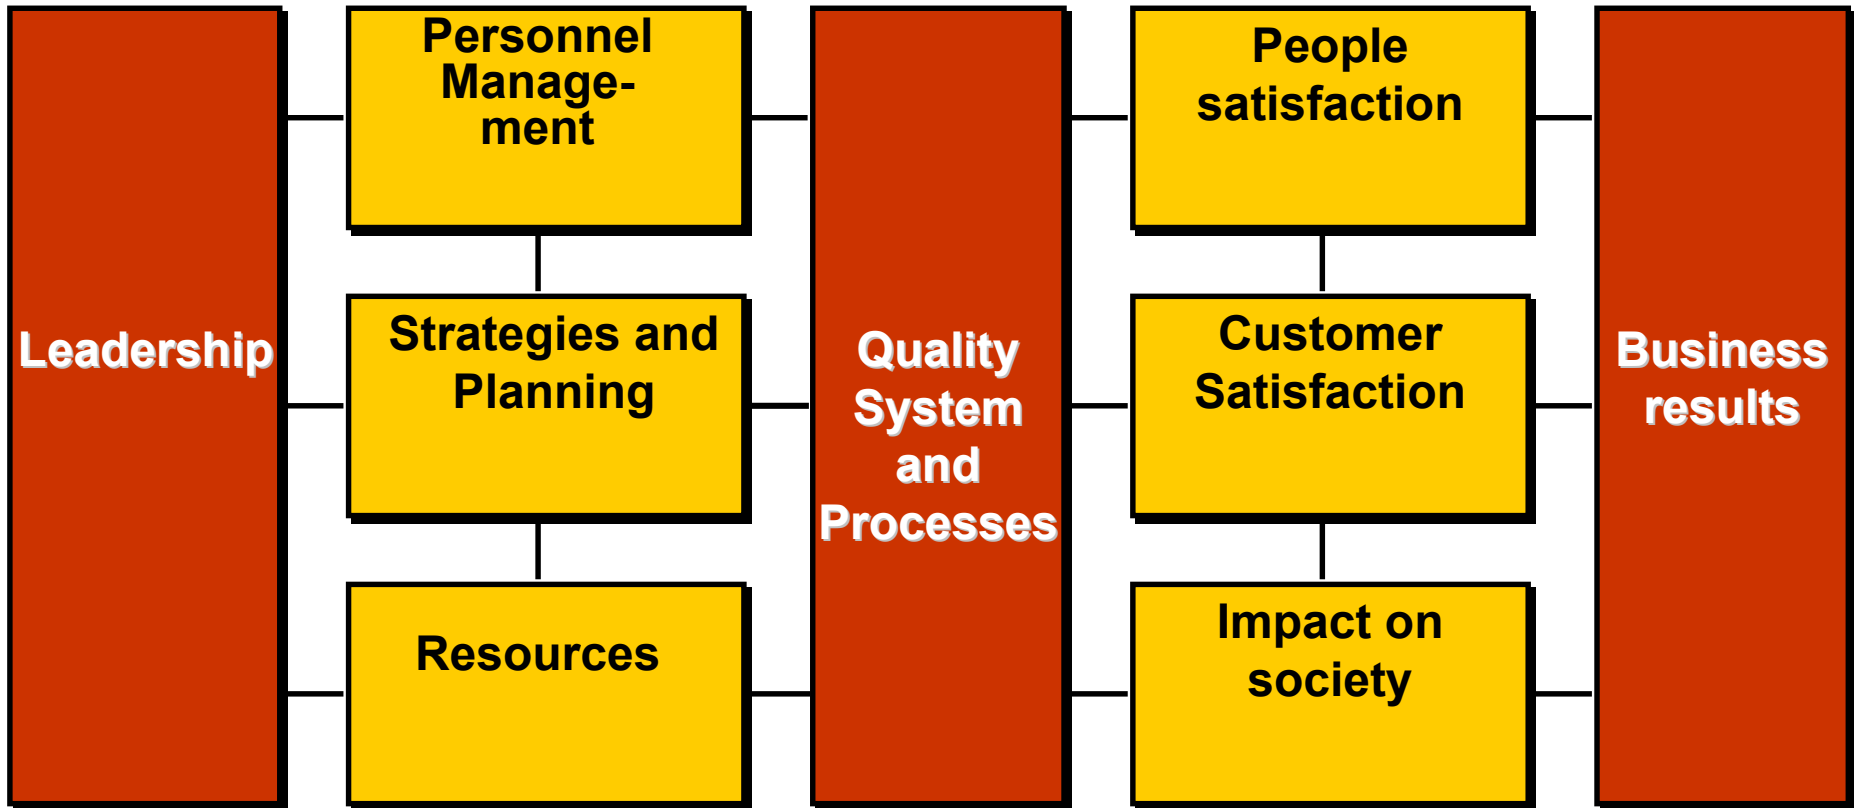 Leadership
Personnel
Manage-
ment
Strategies and
Planning
Resources
Quality
System
and
Processes
People
satisfaction
Customer
Satisfaction
Impact on
society
Business
results